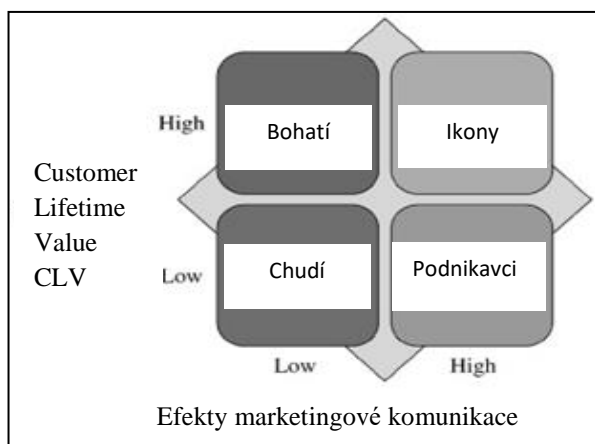 High
Bohatí
Ikony
Customer
Lifetime
Value
CLV
Low
Chudí
Podnikavci
Low
High
Efekty marketingové komunikace